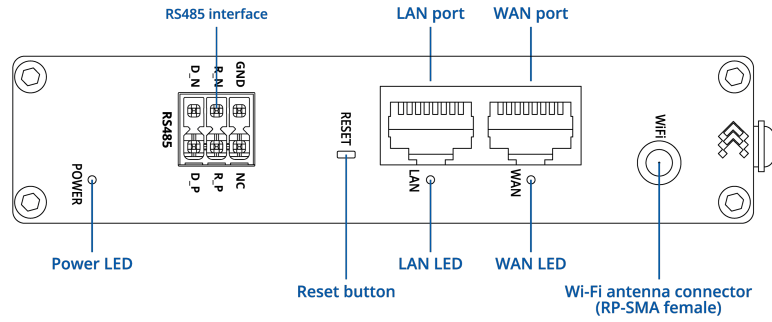 RS485 interface
LAN port
WAN port
D_N
R_N
GND
RS485
D_P
R_P
NC
POWER
RESET
LAN
WAN
WiFi
Power LED
Reset button
LAN LED
WAN LED
Wi-Fi antenna connector
(RP-SMA female)